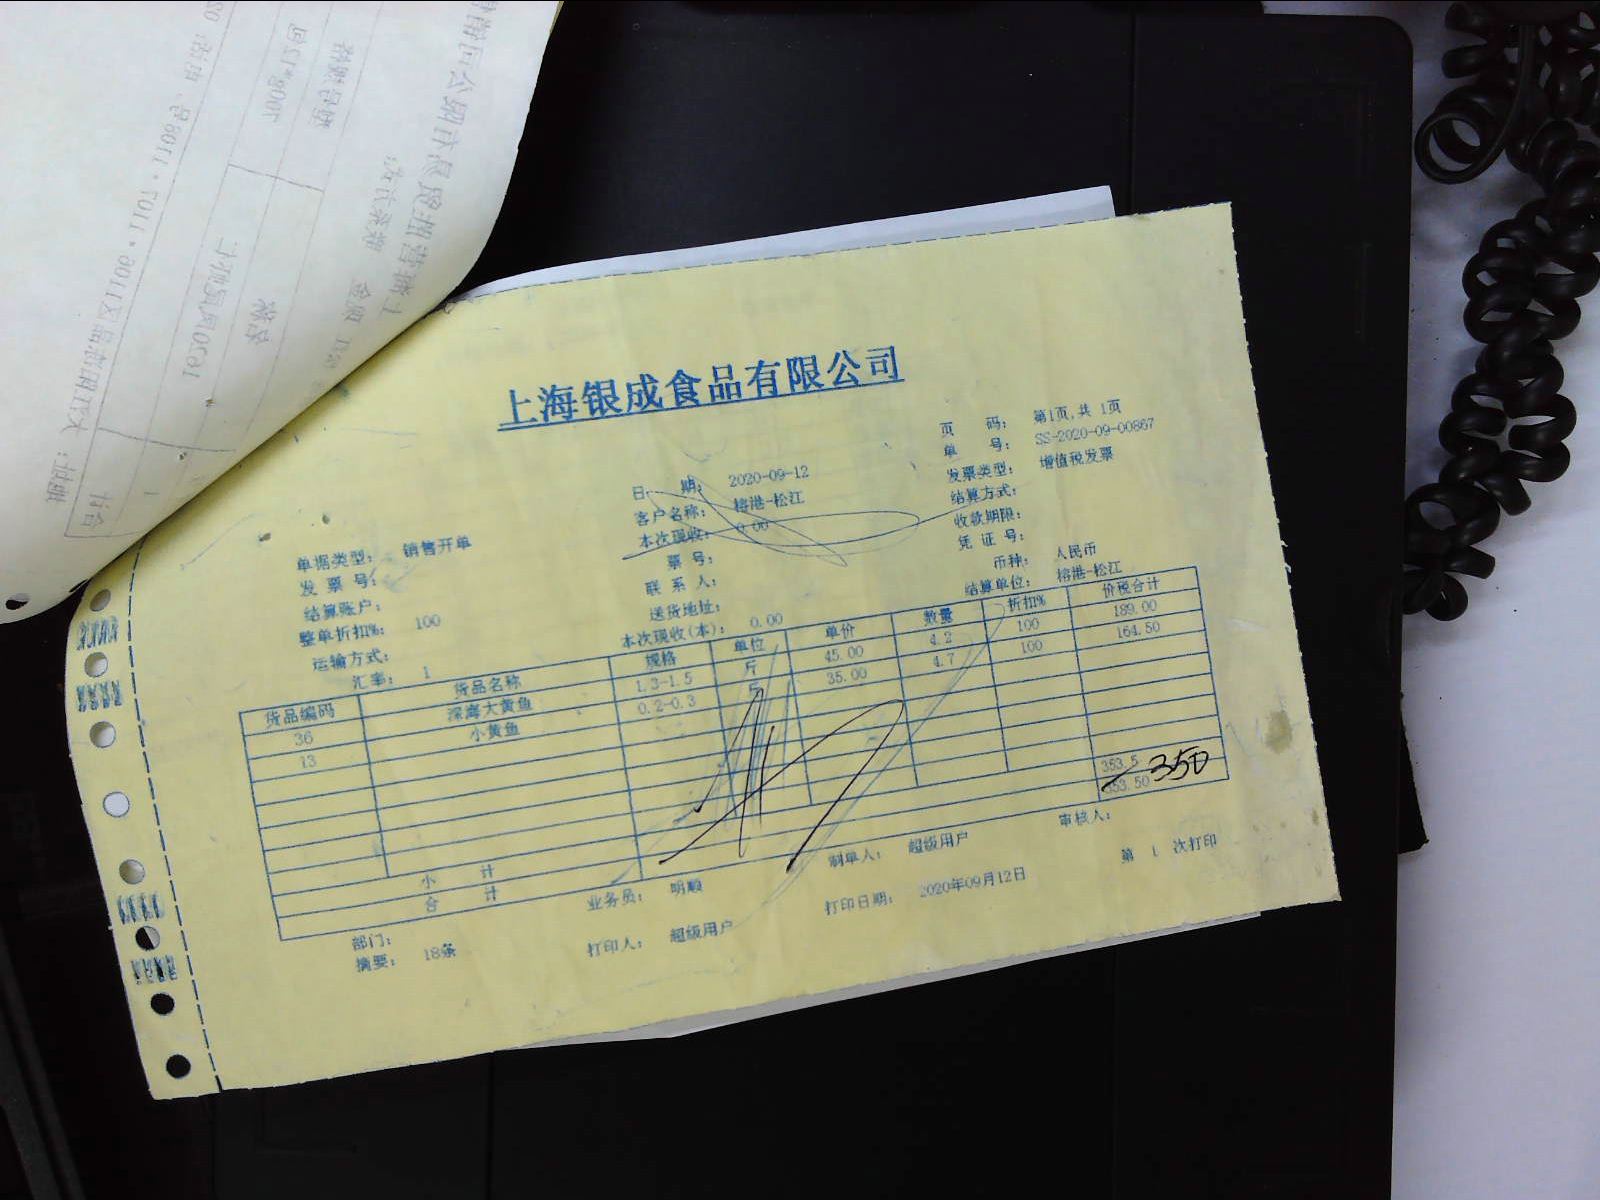 上海银成食品有限公司
页 码： 第1页,共 1页
单 号： SS-2020-09-00867
日 期： 2020-09-12
发票类型： 增值税发票
客户名称： 榕港-松江
结算方式：
单据类型： 销售开单
本次现收： 0.00
收款期限：
发 票 号：
票 号：
凭 证 号：
结算账户：
联 系 人：
币种： 人民币
整单折扣%： 100
送货地址：
结算单位： 榕港-松江
运输方式：
本次现收(本)： 0.00
汇率： 1
货品编码 货品名称 规格 单位 单价 数量 折扣% 价税合计
36 深海大黄鱼 1.3-1.5 斤 45.00 4.2 100 189.00
13 小黄鱼 0.2-0.3 斤 35.00 4.7 100 164.50
小 计 353.5
合 计 353.50
350
部门： 业务员： 明顺 制单人： 超级用户 审核人：
摘要： 18条 打印人： 超级用户 打印日期： 2020年09月12日 第 1 次打印